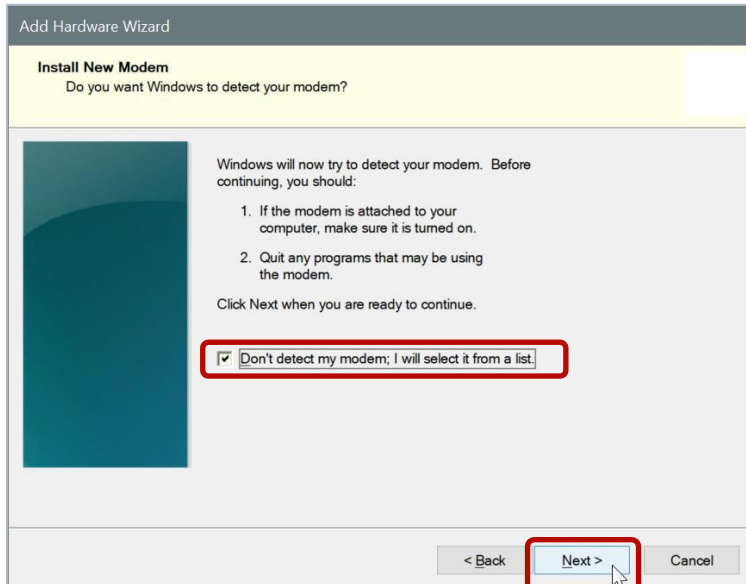 Add Hardware Wizard
Install New Modem
Do you want Windows to detect your modem?
Windows will now try to detect your modem. Before
continuing, you should:
1. If the modem is attached to your
computer, make sure it is turned on.
2. Quit any programs that may be using
the modem.
Click Next when you are ready to continue.
Don't detect my modem; I will select it from a list.
< Back Next > Cancel